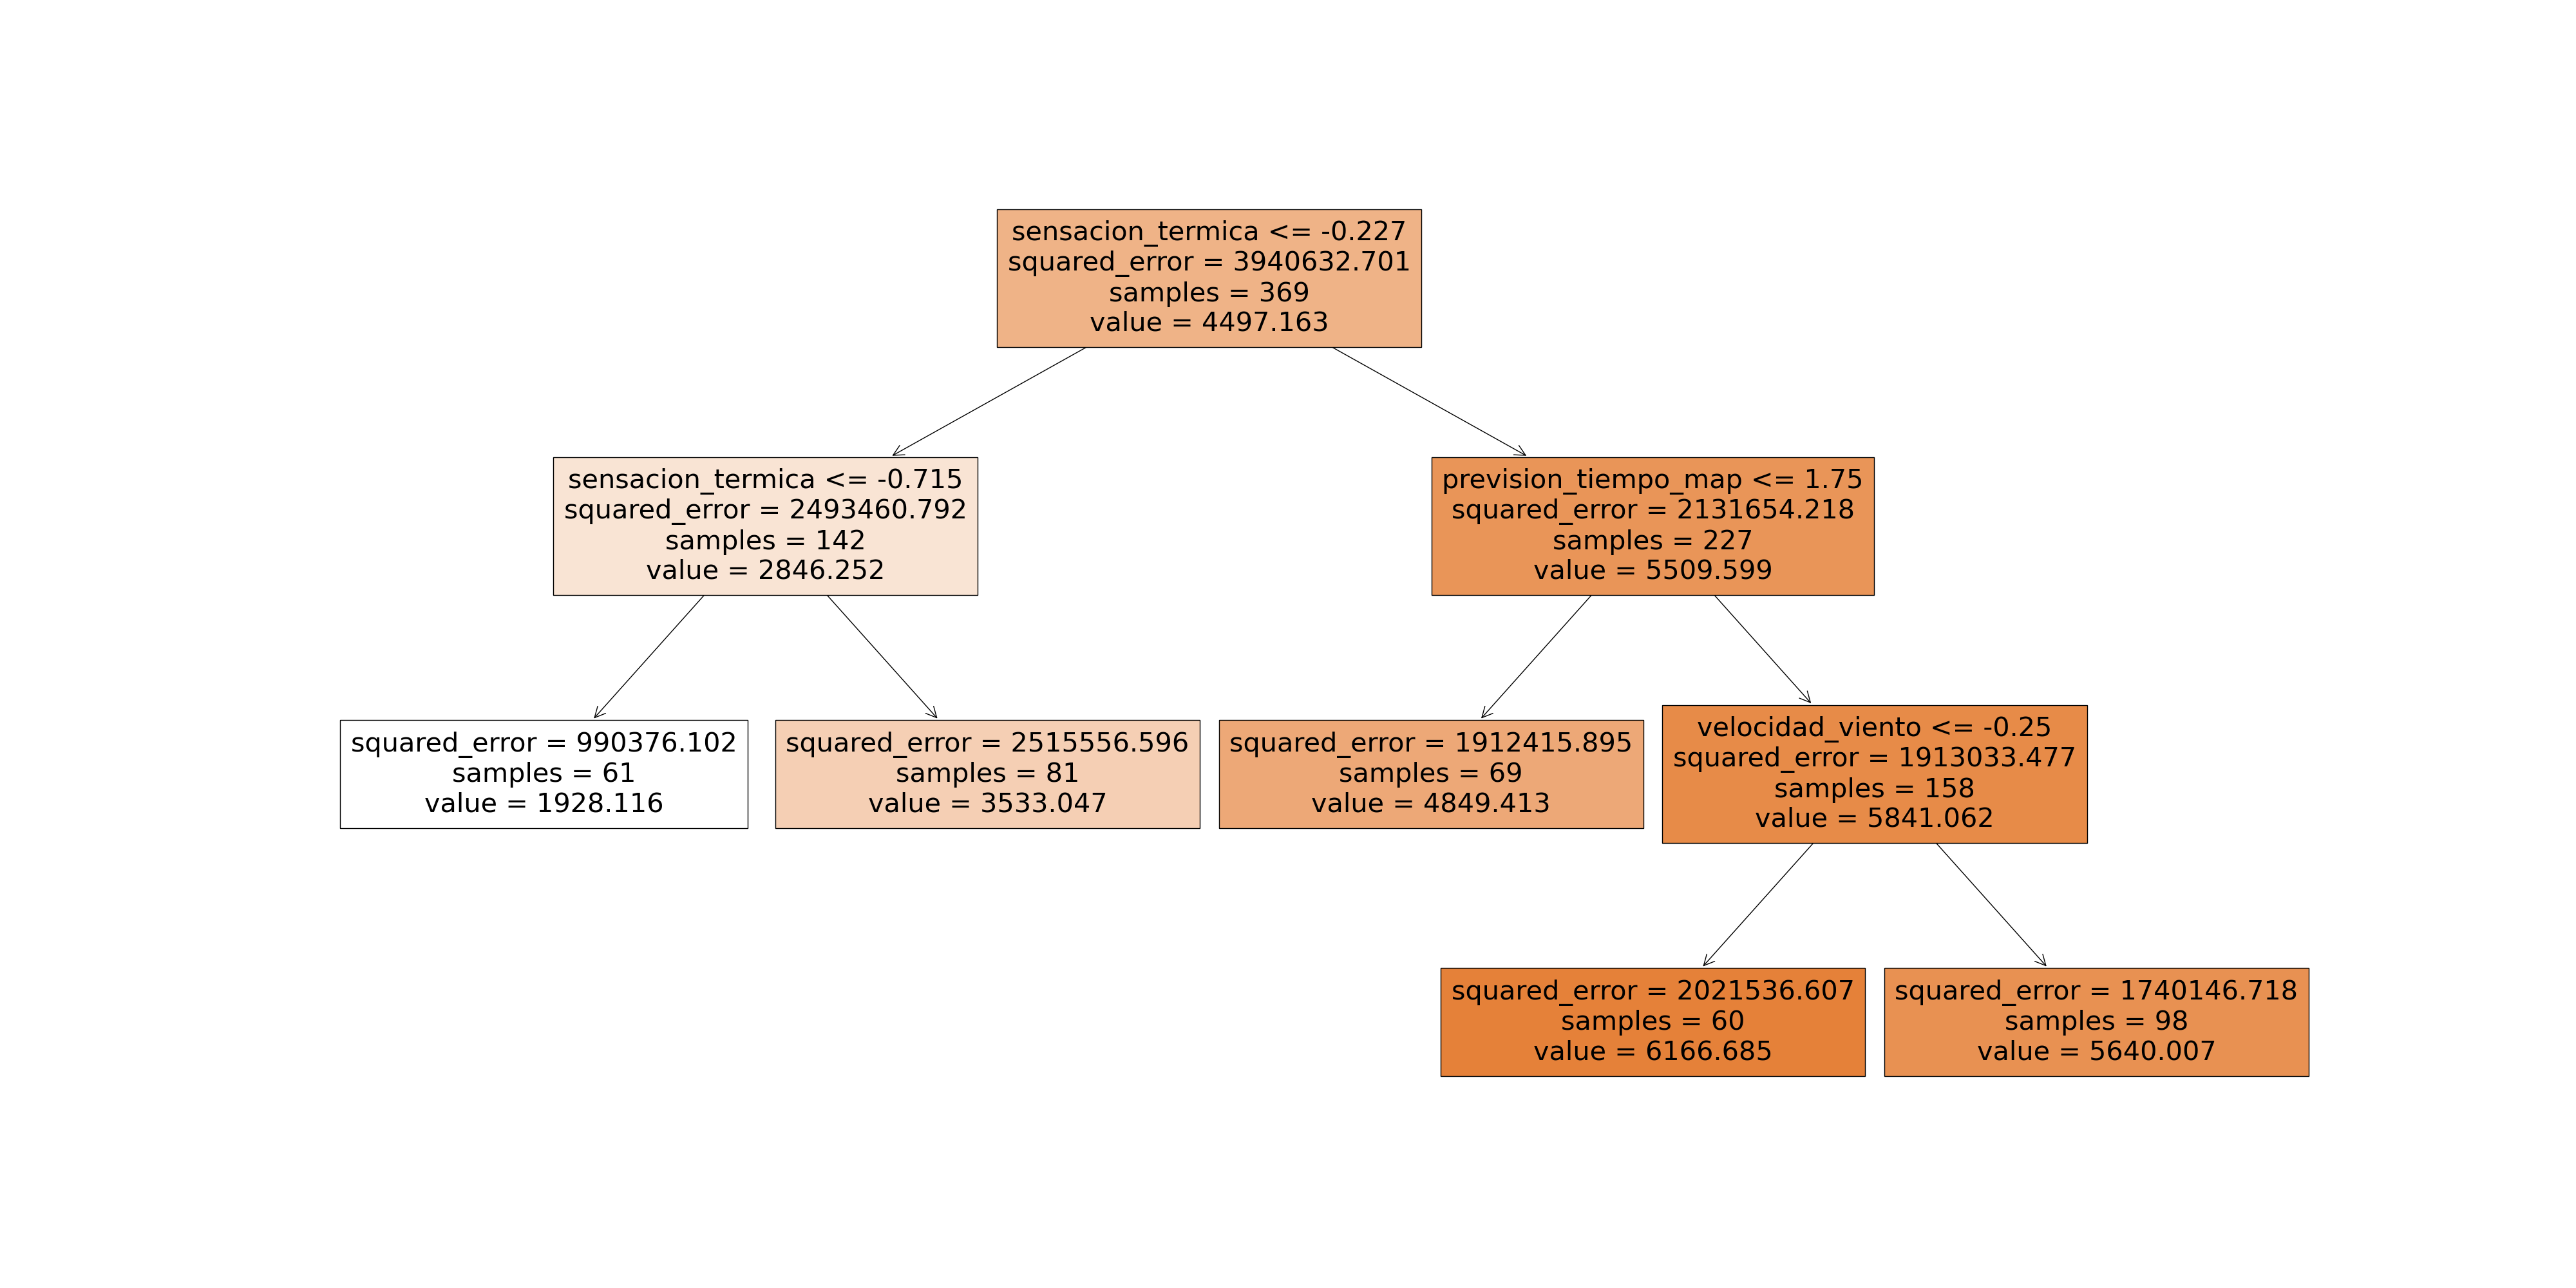 sensacion_termica <= -0.227
squared_error = 3940632.701
samples = 369
value = 4497.163
sensacion_termica <= -0.715
squared_error = 2493460.792
samples = 142
value = 2846.252
prevision_tiempo_map <= 1.75
squared_error = 2131654.218
samples = 227
value = 5509.599
squared_error = 990376.102
samples = 61
value = 1928.116
squared_error = 2515556.596
samples = 81
value = 3533.047
squared_error = 1912415.895
samples = 69
value = 4849.413
velocidad_viento <= -0.25
squared_error = 1913033.477
samples = 158
value = 5841.062
squared_error = 2021536.607
samples = 60
value = 6166.685
squared_error = 1740146.718
samples = 98
value = 5640.007